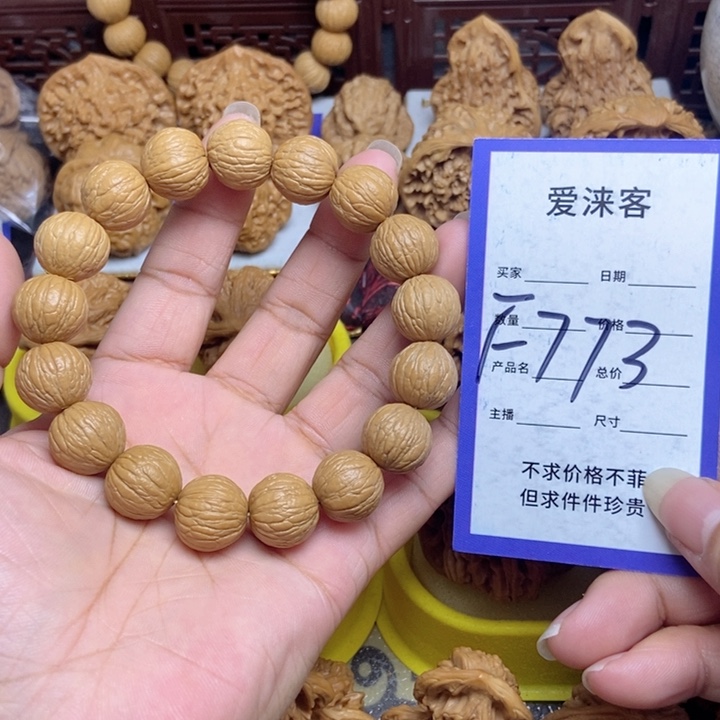 爱涞客
买家 日期
数量 价格
F773
产品名 总价
主播 尺寸
不求价格不菲
但求件件珍贵